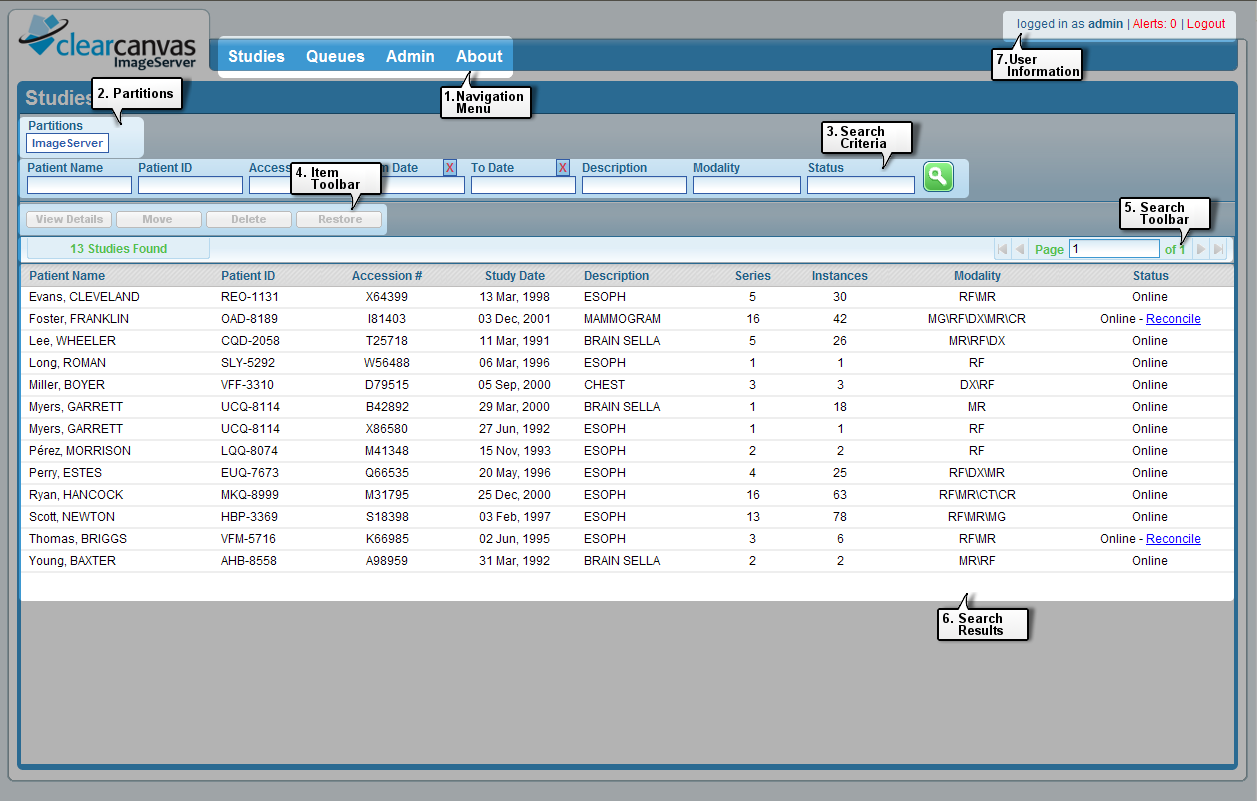 clearcanvas
ImageServer
logged in as admin | Alerts: 0 | Logout
Studies Queues Admin About
7.User
Information
1.Navigation
Menu
Studies
2. Partitions
Partitions
ImageServer
3. Search
Criteria
4. Item
Toolbar
Patient Name Patient ID Access Date X To Date X Description Modality Status
View Details Move Delete Restore
5. Search
Toolbar
13 Studies Found
Page 1 of 1
Patient Name Patient ID Accession # Study Date Description Series Instances Modality Status
Evans, CLEVELAND REO-1131 X64399 13 Mar, 1998 ESOPH 5 30 RF\MR Online
Foster, FRANKLIN OAD-8189 I81403 03 Dec, 2001 MAMMOGRAM 16 42 MG\RF\DX\MR\CR Online - Reconcile
Lee, WHEELER CQD-2058 T25718 11 Mar, 1991 BRAIN SELLA 5 26 MR\RF\DX Online
Long, ROMAN SLY-5292 W56488 06 Mar, 1996 ESOPH 1 1 RF Online
Miller, BOYER VFF-3310 D79515 05 Sep, 2000 CHEST 3 3 DX\RF Online
Myers, GARRETT UCQ-8114 B42892 29 Mar, 2000 BRAIN SELLA 1 18 MR Online
Myers, GARRETT UCQ-8114 X86580 27 Jun, 1992 ESOPH 1 1 RF Online
Pérez, MORRISON LQQ-8074 M41348 15 Nov, 1993 ESOPH 2 2 RF Online
Perry, ESTES EUQ-7673 Q66535 20 May, 1996 ESOPH 4 25 RF\DX\MR Online
Ryan, HANCOCK MKQ-8999 M31795 25 Dec, 2000 ESOPH 16 63 RF\MR\CT\CR Online
Scott, NEWTON HBP-3369 S18398 03 Feb, 1997 ESOPH 13 78 RF\MR\MG Online
Thomas, BRIGGS VFM-5716 K66985 02 Jun, 1995 ESOPH 3 6 RF\MR Online - Reconcile
Young, BAXTER AHB-8558 A98959 31 Mar, 1992 BRAIN SELLA 2 2 MR\RF Online
6. Search
Results